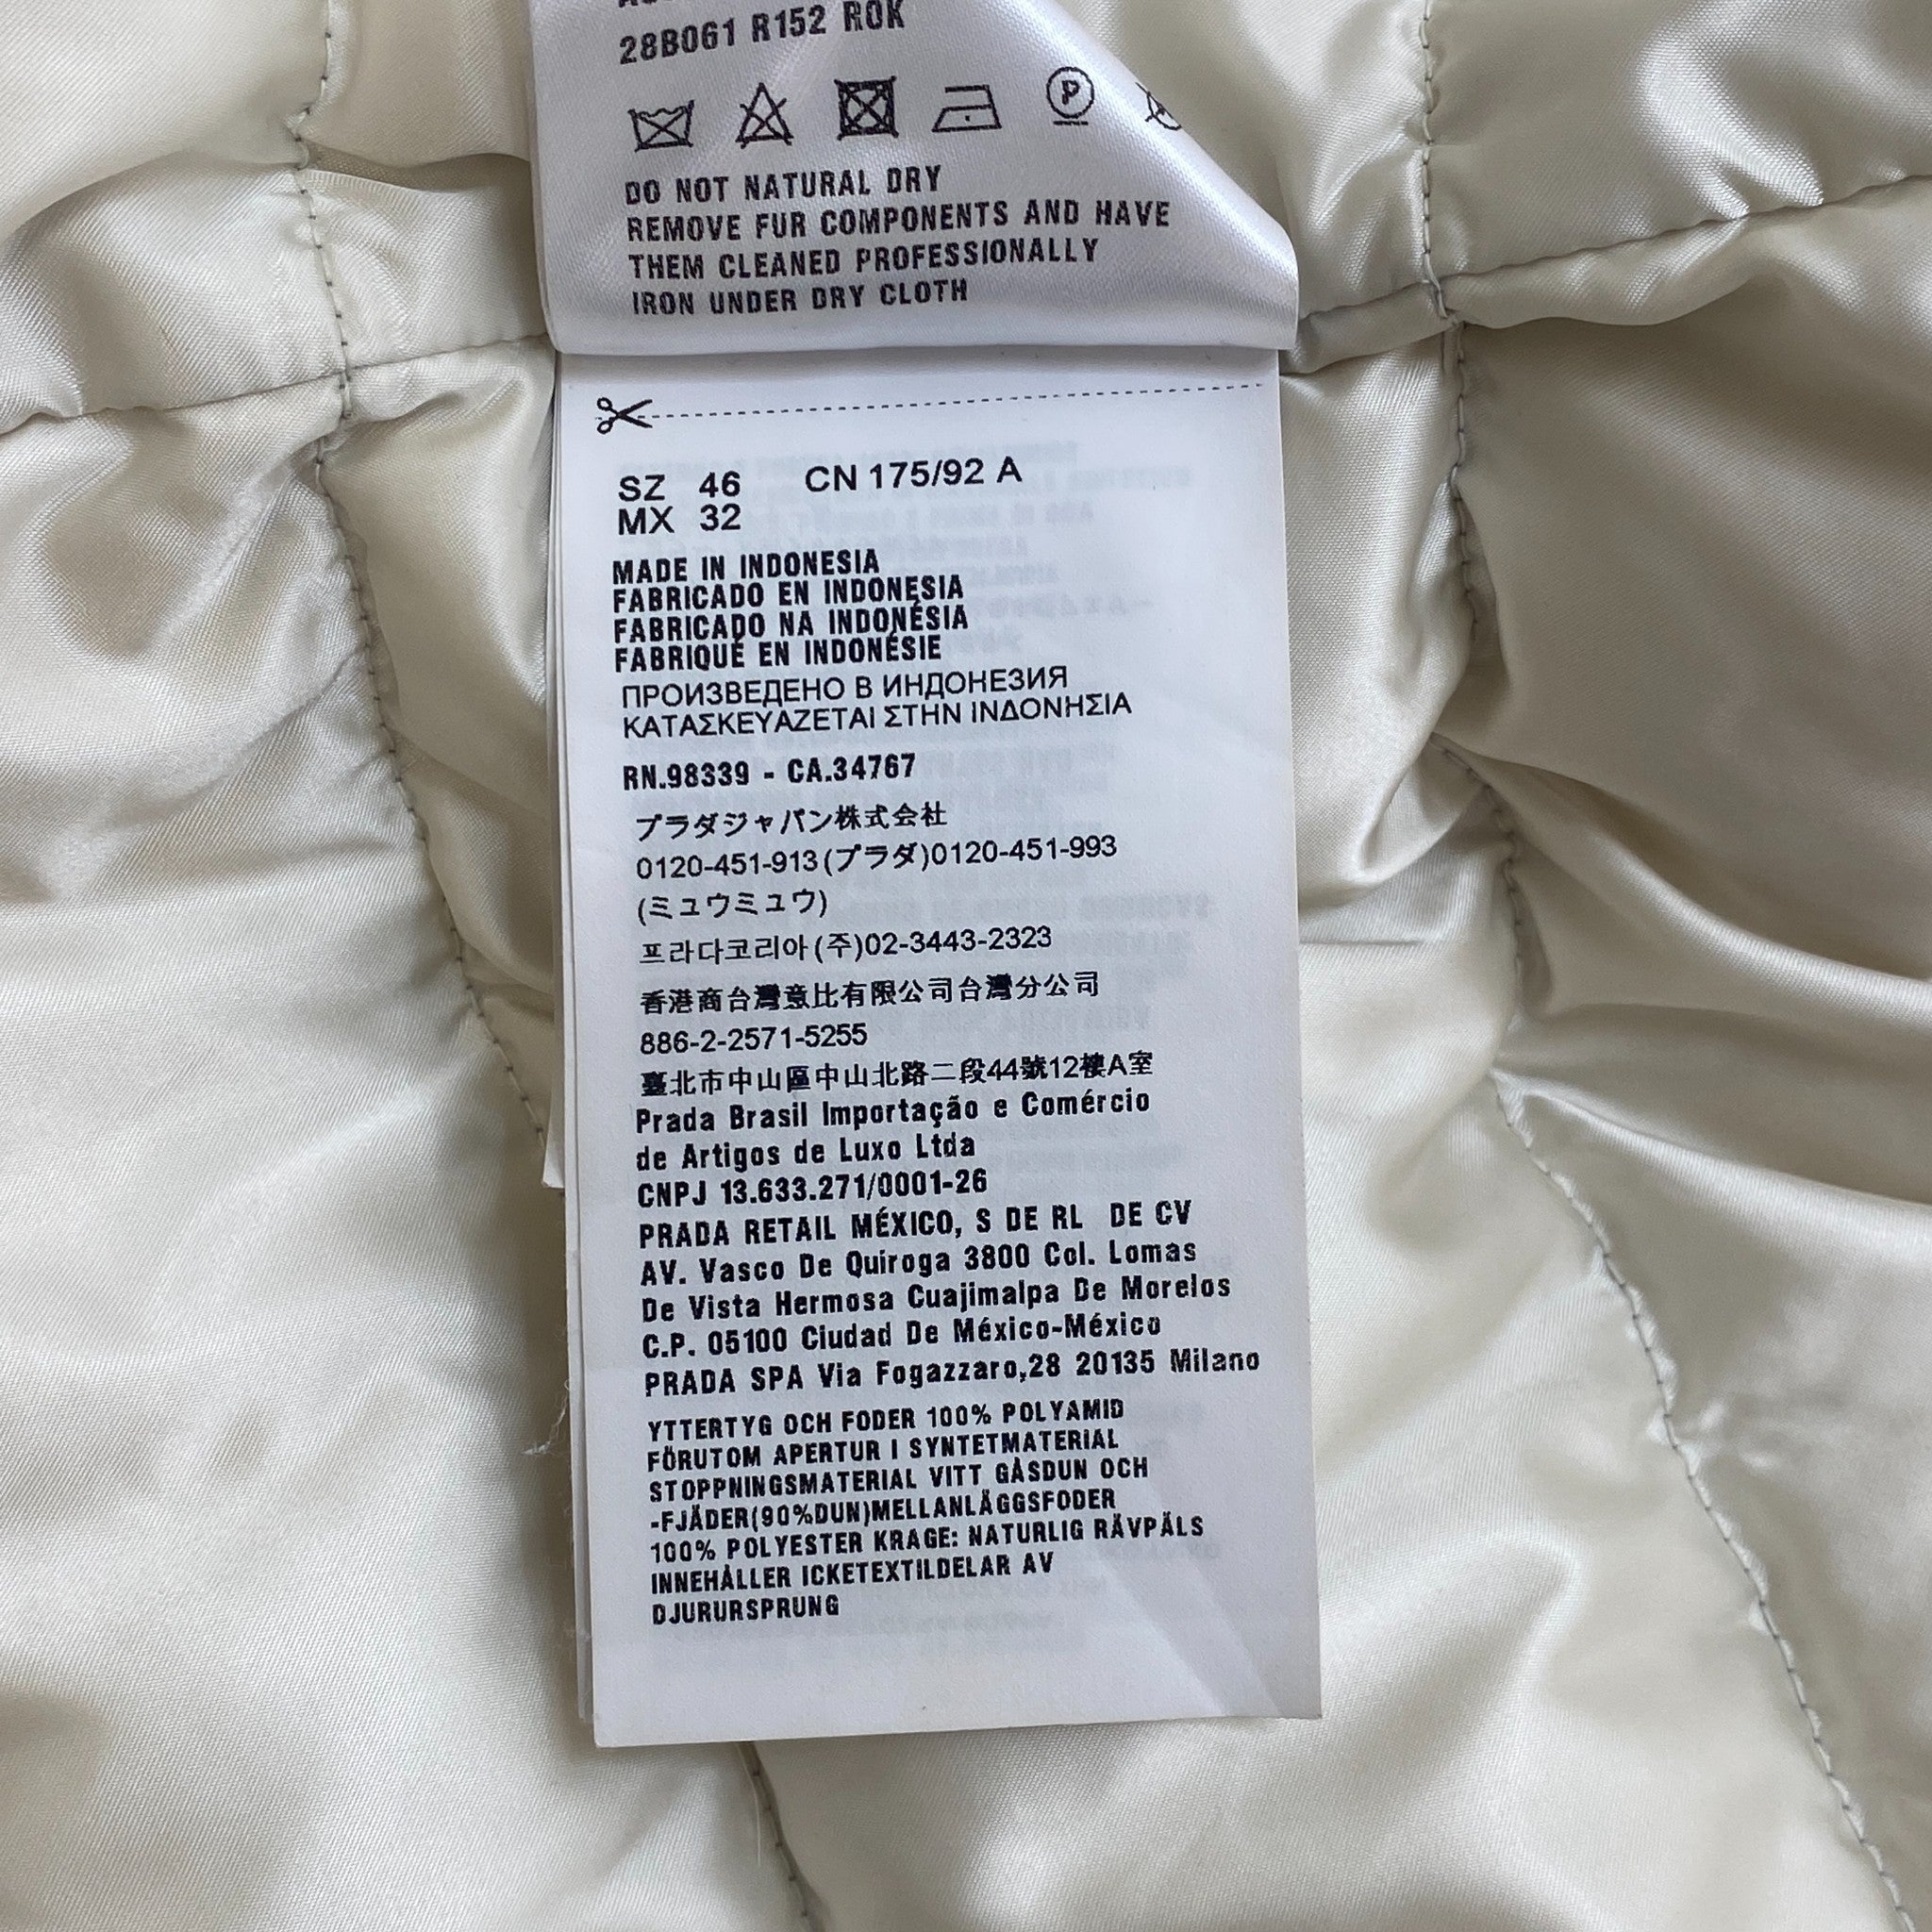 28B061 R152 ROK
P
DO NOT NATURAL DRY
REMOVE FUR COMPONENTS AND HAVE
THEM CLEANED PROFESSIONALLY
IRON UNDER DRY CLOTH
SZ 46 CN 175/92 A
MX 32
MADE IN INDONESIA
FABRICADO EN INDONESIA
FABRICADO NA INDONÉSIA
FABRIQUÉ EN INDONÉSIE
ПРОИЗВЕДЕНО В ИНДОНЕЗИЯ
ΚΑΤΑΣΚΕΥΑΖΕΤΑΙ ΣΤΗΝ ΙΝΔΟΝΗΣΙΑ
RN.98339 - CA.34767
プラダジャパン株式会社
0120-451-913(プラダ)0120-451-993
(ミュウミュウ)
프라다코리아(주)02-3443-2323
香港商台灣意比有限公司台灣分公司
886-2-2571-5255
臺北市中山區中山北路二段44號12樓A室
Prada Brasil Importação e Comércio
de Artigos de Luxo Ltda
CNPJ 13.633.271/0001-26
PRADA RETAIL MÉXICO, S DE RL DE CV
AV. Vasco De Quiroga 3800 Col. Lomas
De Vista Hermosa Cuajimalpa De Morelos
C.P. 05100 Ciudad De México-México
PRADA SPA Via Fogazzaro,28 20135 Milano
YTTERTYG OCH FODER 100% POLYAMID
FÖRUTOM APERTUR I SYNTETMATERIAL
STOPPNINGSMATERIAL VITT GÅSDUN OCH
-FJÄDER(90%DUN)MELLANLÄGGSFODER
100% POLYESTER KRAGE: NATURLIG RÄVPÄLS
INNEHÅLLER ICKETEXTILDELAR AV
DJURURSPRUNG